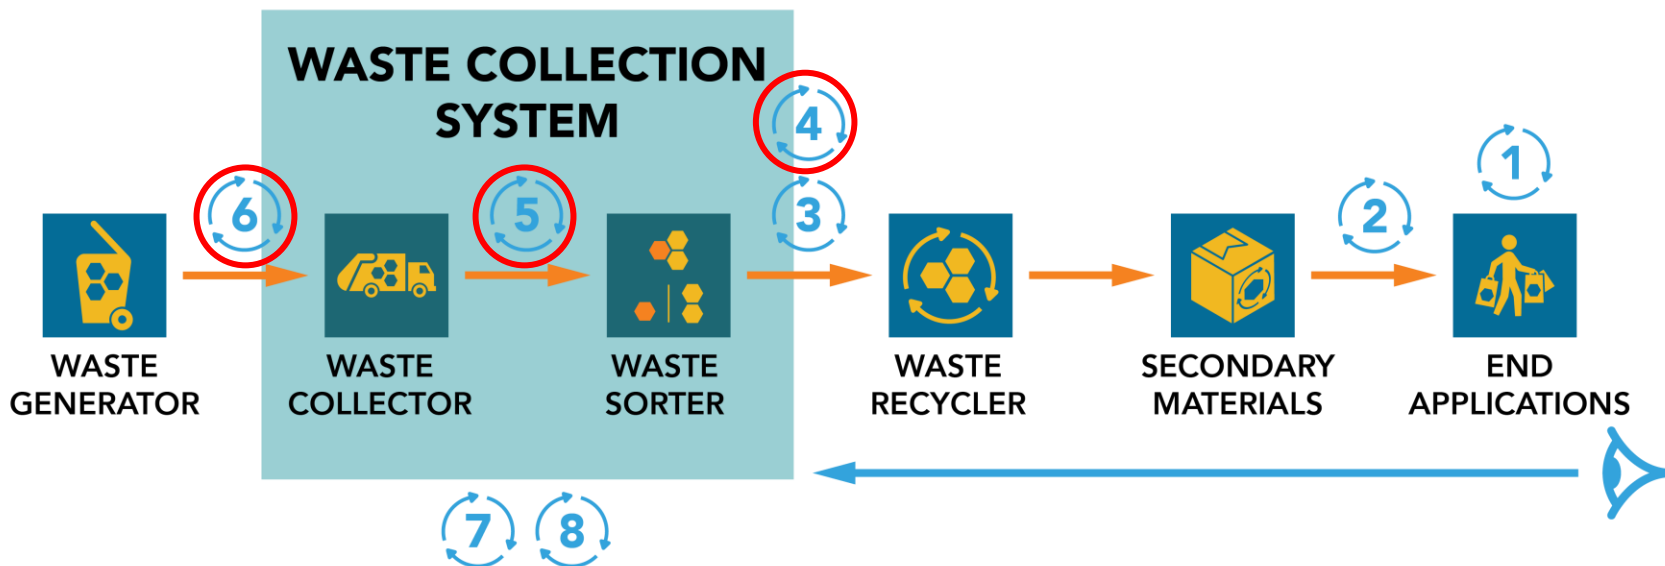 WASTE COLLECTION
SYSTEM
4
1
6
5
3
2
WASTE
GENERATOR
WASTE
COLLECTOR
WASTE
SORTER
WASTE
RECYCLER
SECONDARY
MATERIALS
END
APPLICATIONS
7
8